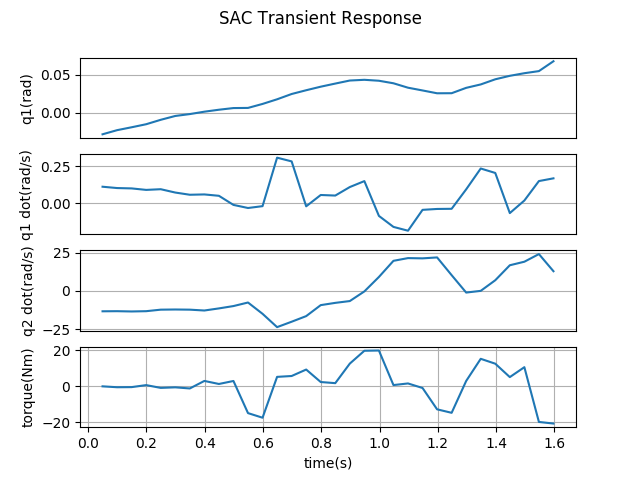 SAC Transient Response
0.05
0.00
q1(rad)
0.25
0.00
q1 dot(rad/s)
25
0
−25
q2 dot(rad/s)
20
0
−20
torque(Nm)
0.0 0.2 0.4 0.6 0.8 1.0 1.2 1.4 1.6
time(s)